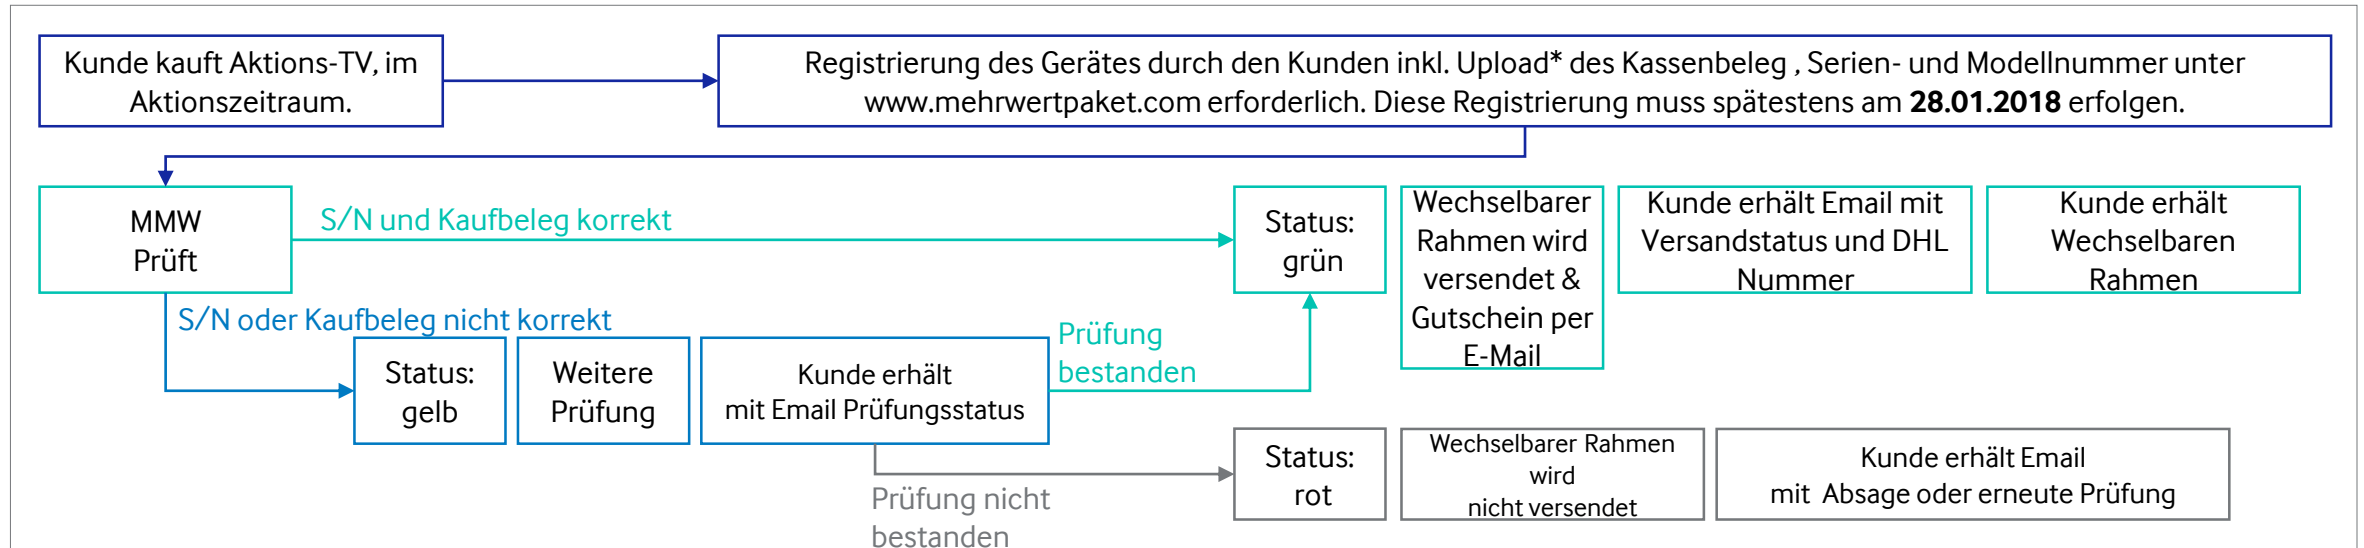 Kunde kauft Aktions-TV, im
Aktionszeitraum.
Registrierung des Gerätes durch den Kunden inkl. Upload* des Kassenbeleg , Serien- und Modellnummer unter
www.mehrwertpaket.com erforderlich. Diese Registrierung muss spätestens am 28.01.2018 erfolgen.
MMW
Prüft
S/N und Kaufbeleg korrekt
Status:
grün
Wechselbarer
Rahmen wird
versendet &
Gutschein per
E-Mail
Kunde erhält Email mit
Versandstatus und DHL
Nummer
Kunde erhält
Wechselbaren
Rahmen
S/N oder Kaufbeleg nicht korrekt
Status:
gelb
Weitere
Prüfung
Kunde erhält
mit Email Prüfungsstatus
Prüfung
bestanden
Prüfung nicht
bestanden
Status:
rot
Wechselbarer Rahmen
wird
nicht versendet
Kunde erhält Email
mit  Absage oder erneute Prüfung